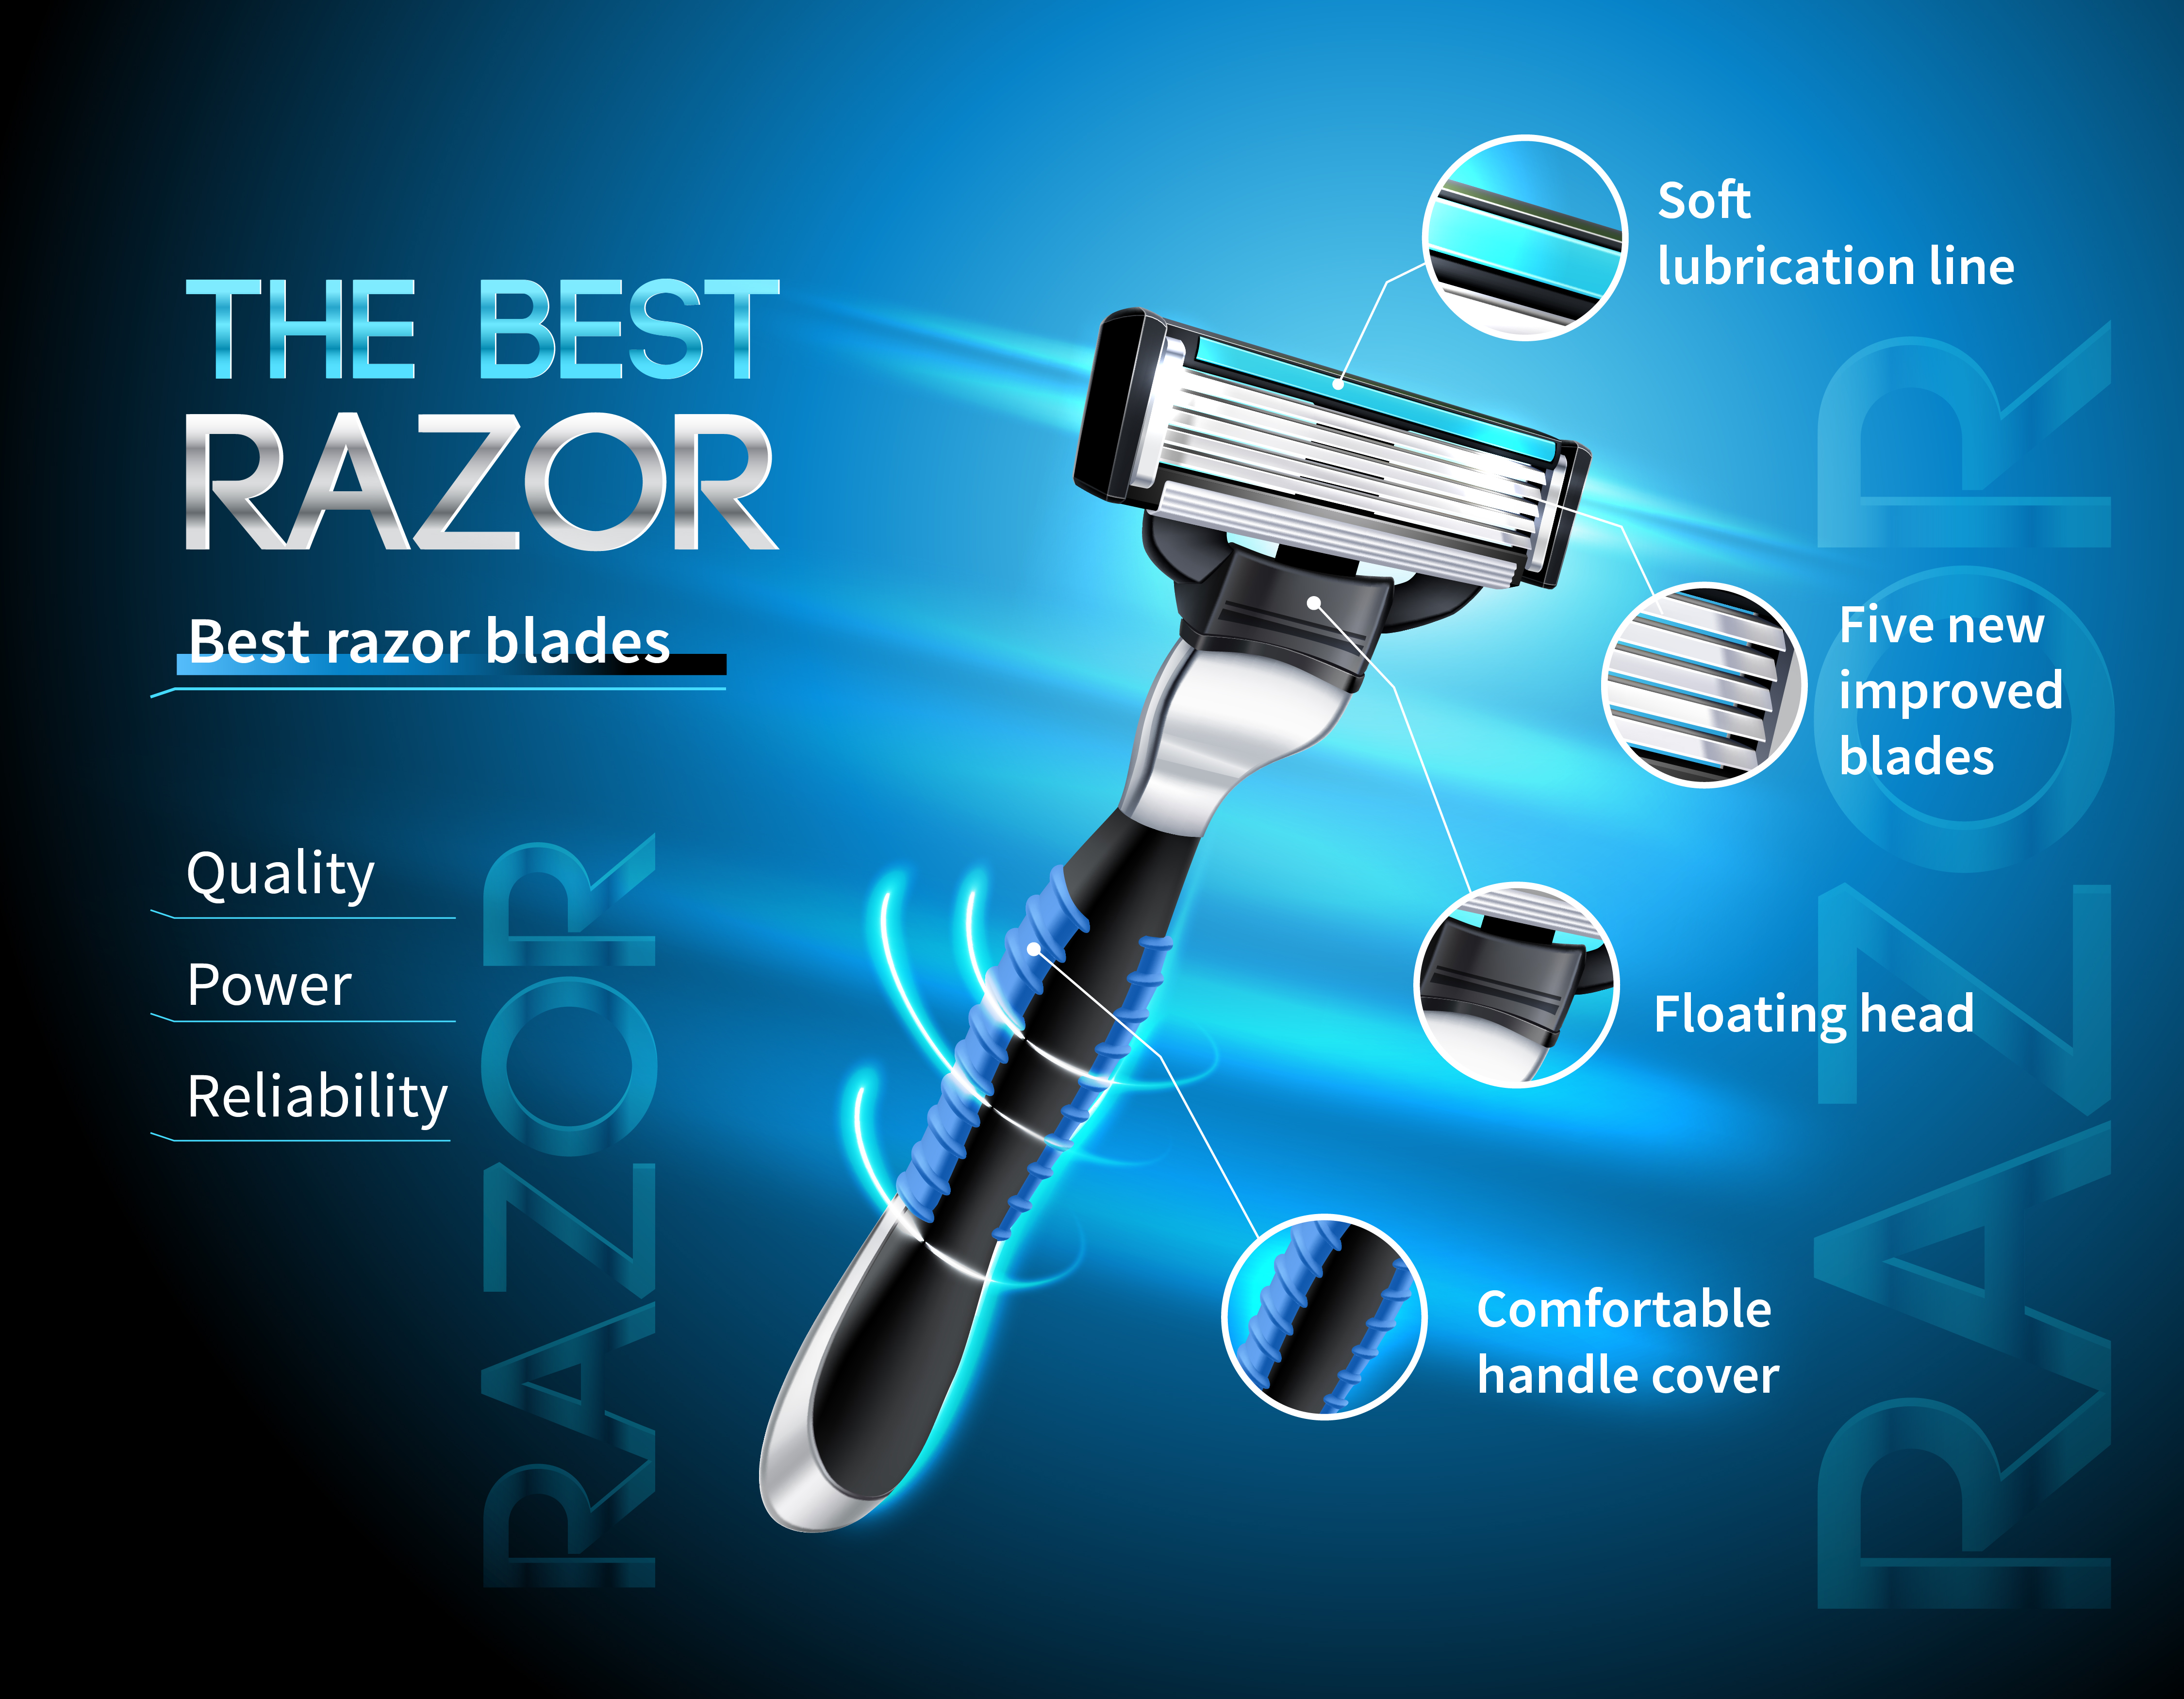 THE BEST
RAZOR
Best razor blades
Quality
Power
Reliability
RAZOR
Soft
lubrication line
Five new
improved
blades
Floating head
Comfortable
handle cover
RAZOR